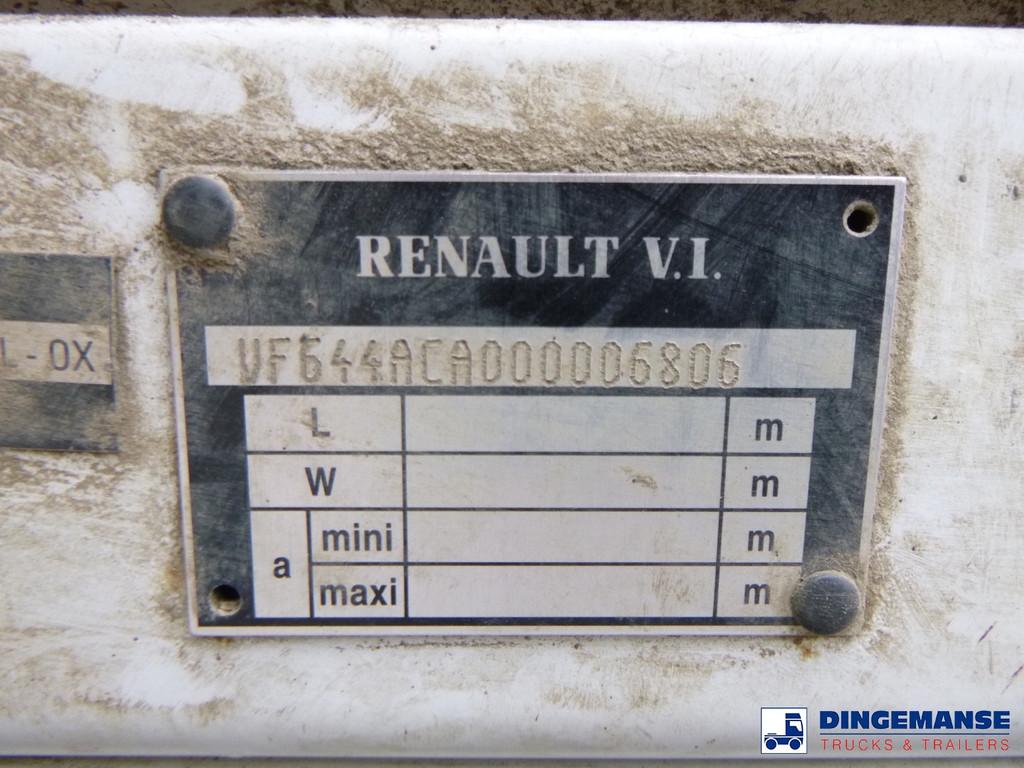 RENAULT V.I.
L-OX
VF644ACA000006806
L m
W m
a mini m
maxi m
DINGEMANSE
TRUCKS & TRAILERS